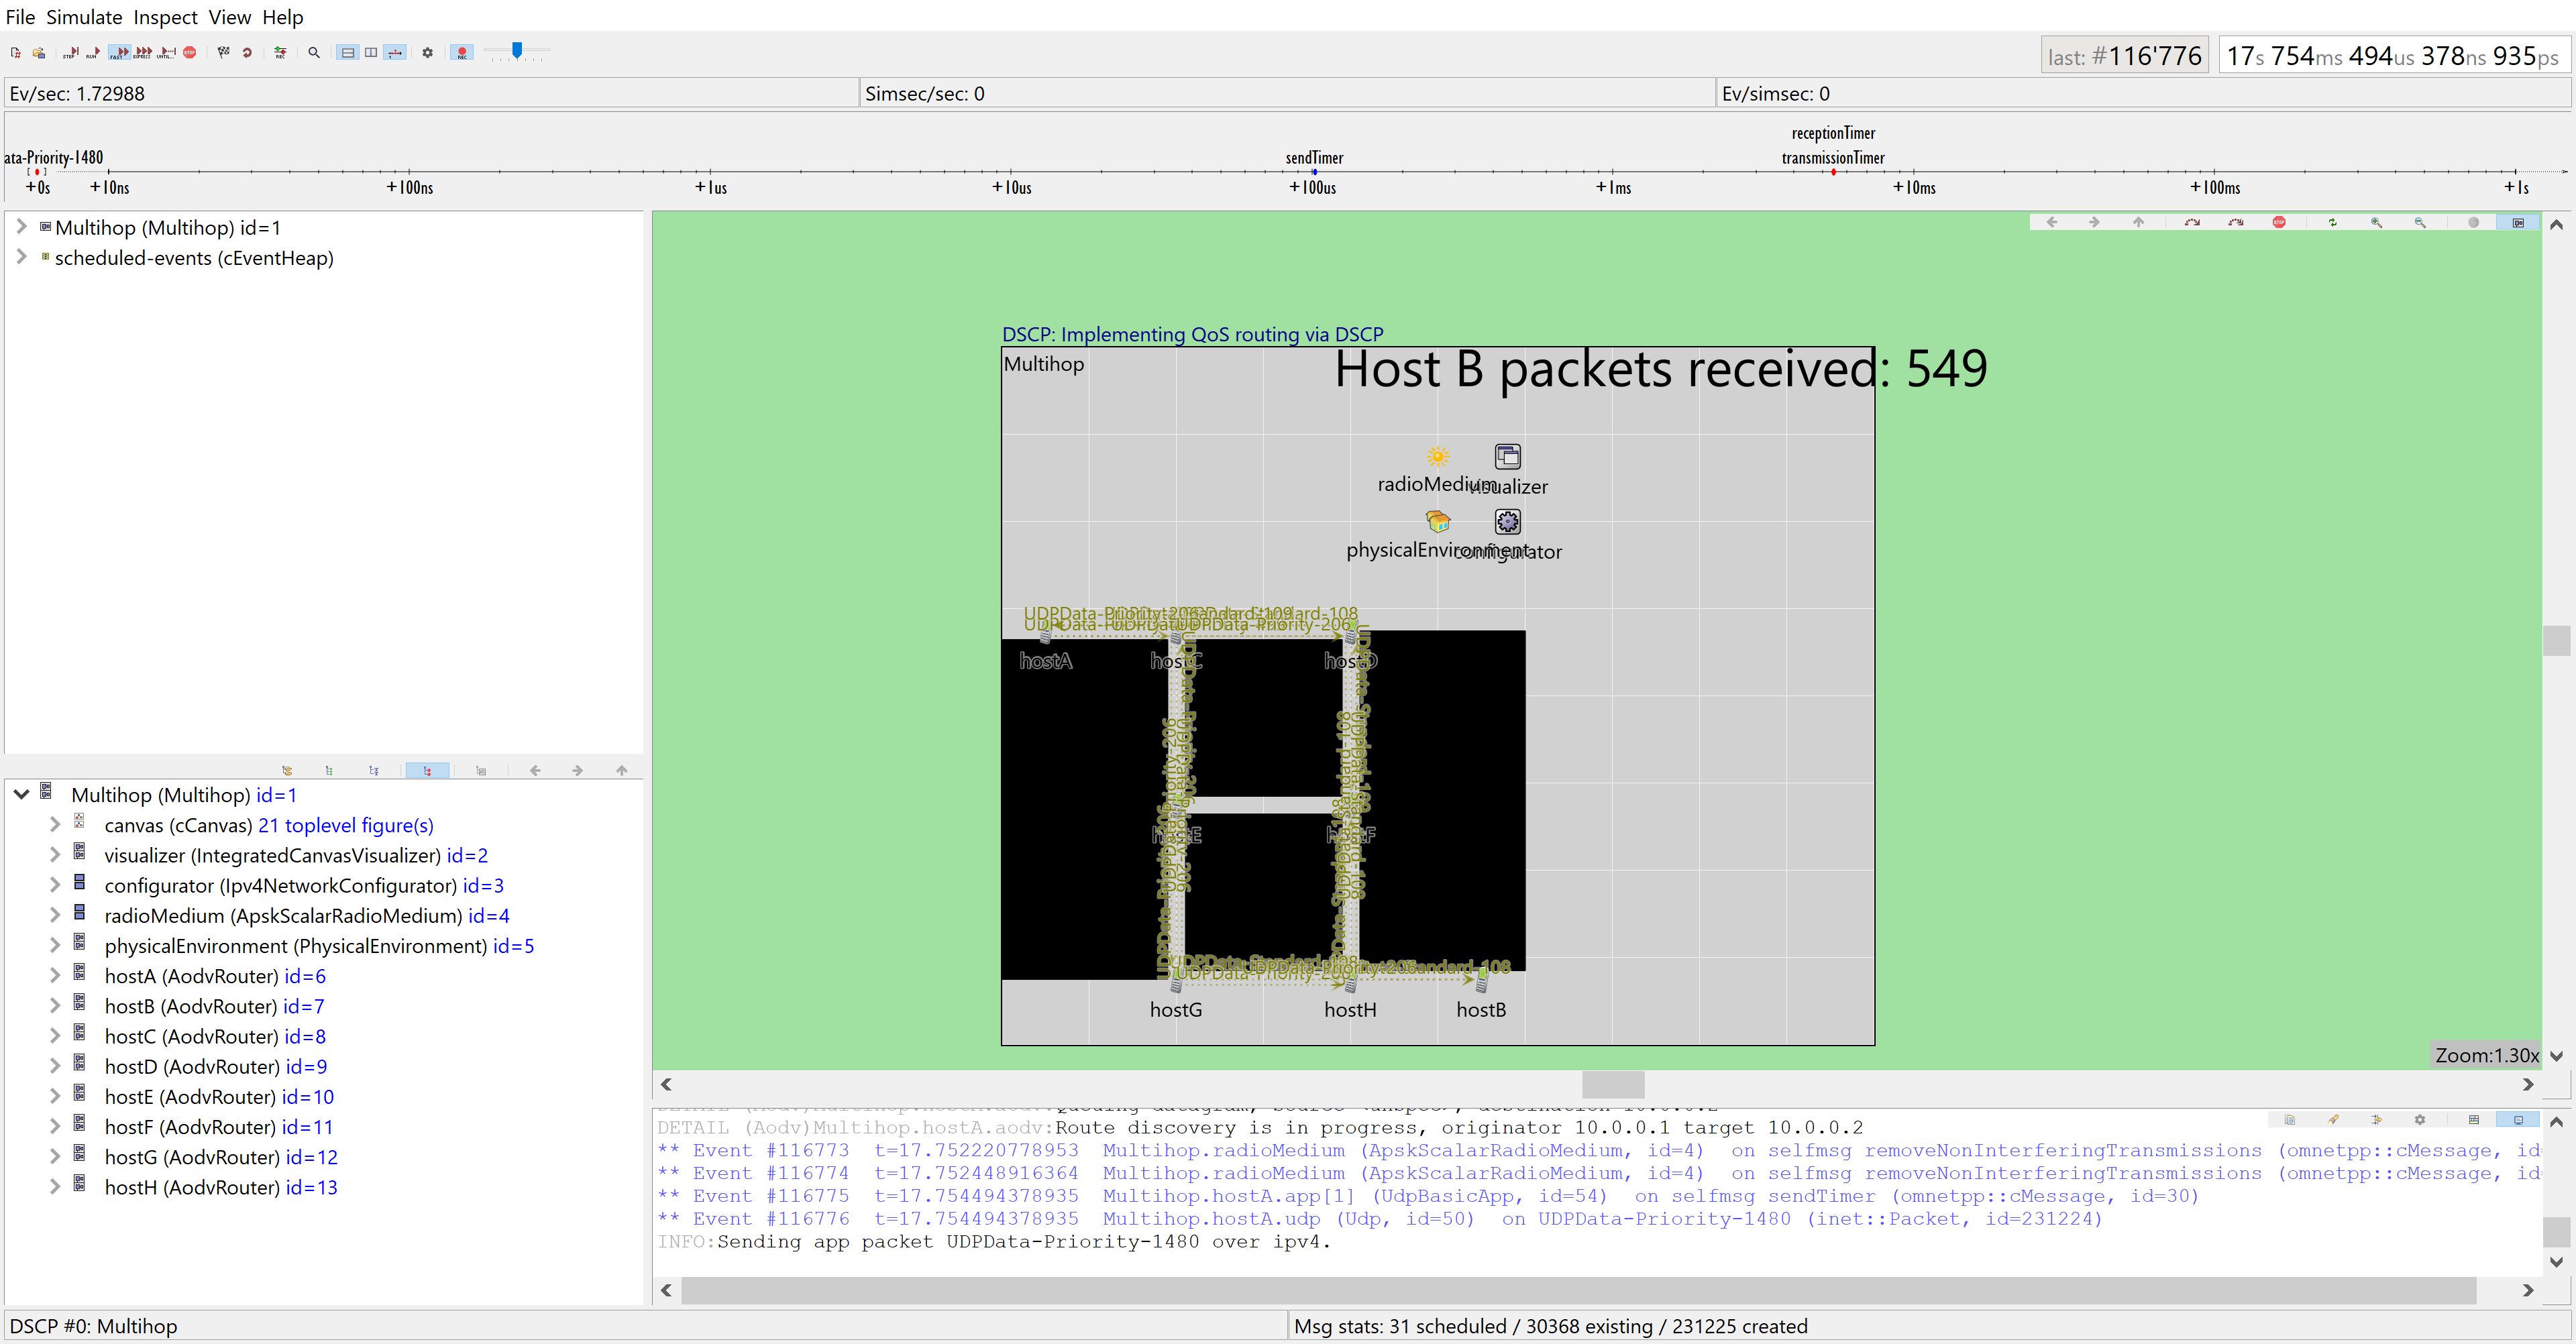 File Simulate Inspect View Help
last: #116'776
17s 754ms 494us 378ns 935ps
Ev/sec: 1.72988
Simsec/sec: 0
Ev/simsec: 0
receptionTimer
ata-Priority-1480
sendTimer
transmissionTimer
+0s +10ns +100ns +1us +10us +100us +1ms +10ms +100ms +1s
Multihop (Multihop) id=1
scheduled-events (cEventHeap)
DSCP: Implementing QoS routing via DSCP
Multihop
Host B packets received: 549
radioMedium
visualizer
physicalEnvironment
configurator
hostA
hostC
hostD
hostE
hostF
hostG
hostH
hostB
Zoom:1.30x
Multihop (Multihop) id=1
canvas (cCanvas) 21 toplevel figure(s)
visualizer (IntegratedCanvasVisualizer) id=2
configurator (Ipv4NetworkConfigurator) id=3
radioMedium (ApskScalarRadioMedium) id=4
physicalEnvironment (PhysicalEnvironment) id=5
hostA (AodvRouter) id=6
hostB (AodvRouter) id=7
hostC (AodvRouter) id=8
hostD (AodvRouter) id=9
hostE (AodvRouter) id=10
hostF (AodvRouter) id=11
hostG (AodvRouter) id=12
hostH (AodvRouter) id=13
DETAIL (Aodv)Multihop.hostA.aodv:Route discovery is in progress, originator 10.0.0.1 target 10.0.0.2
** Event #116773 t=17.752220778953 Multihop.radioMedium (ApskScalarRadioMedium, id=4) on selfmsg removeNonInterferingTransmissions (omnetpp::cMessage, id
** Event #116774 t=17.752448916364 Multihop.radioMedium (ApskScalarRadioMedium, id=4) on selfmsg removeNonInterferingTransmissions (omnetpp::cMessage, id
** Event #116775 t=17.754494378935 Multihop.hostA.app[1] (UdpBasicApp, id=54) on selfmsg sendTimer (omnetpp::cMessage, id=30)
** Event #116776 t=17.754494378935 Multihop.hostA.udp (Udp, id=50) on UDPData-Priority-1480 (inet::Packet, id=231224)
INFO:Sending app packet UDPData-Priority-1480 over ipv4.
DSCP #0: Multihop
Msg stats: 31 scheduled / 30368 existing / 231225 created